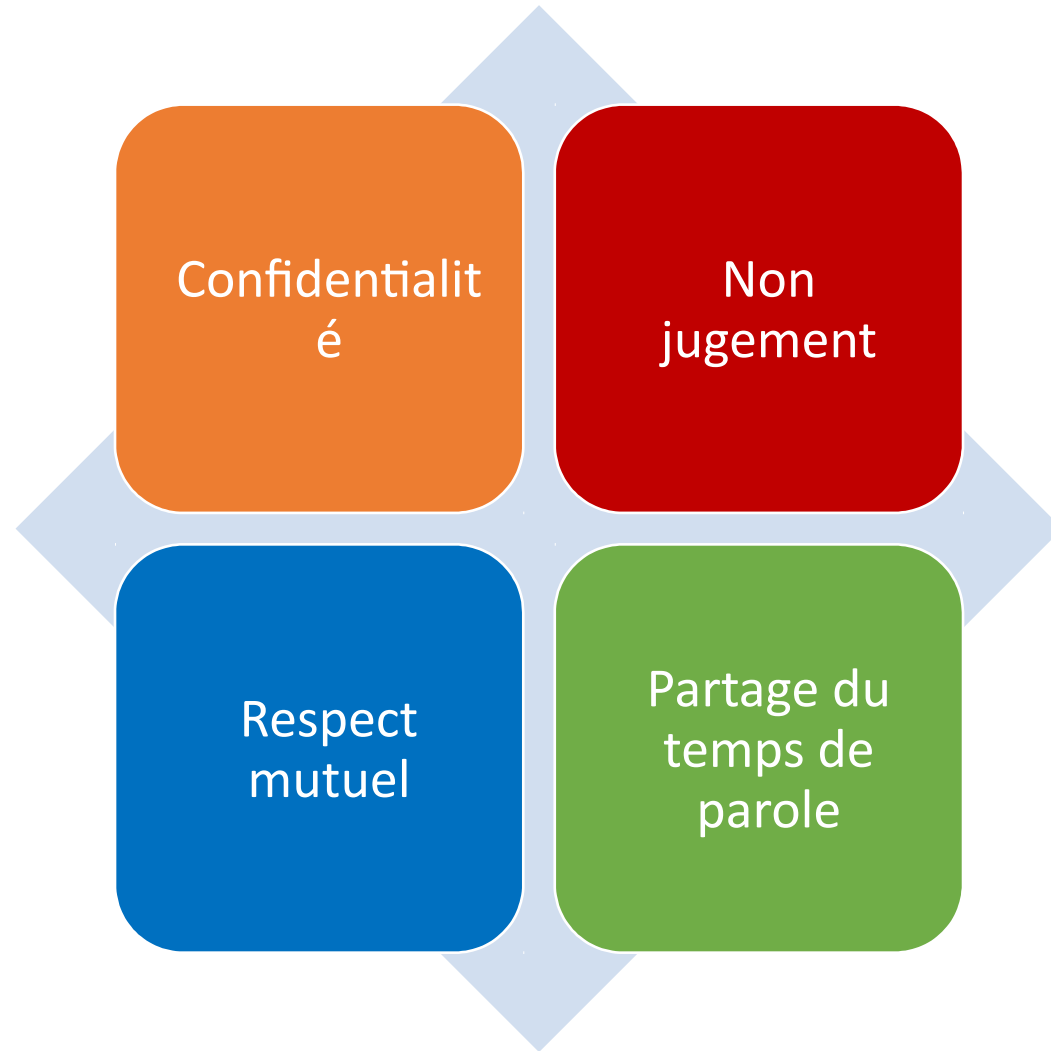 Confidentialit
é
Non
jugement
Respect
mutuel
Partage du
temps de
parole